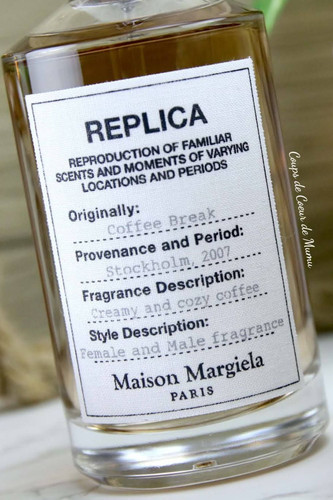 REPLICA
REPRODUCTION OF FAMILIAR
SCENTS AND MOMENTS OF VARYING
LOCATIONS AND PERIODS
Originally:
Coffee Break
Provenance and Period:
Stockholm, 2007
Fragrance Description:
Creamy and cozy coffee
Style Description:
Female and Male fragrance
Maison Margiela
PARIS
Coups de Coeur de Mumu